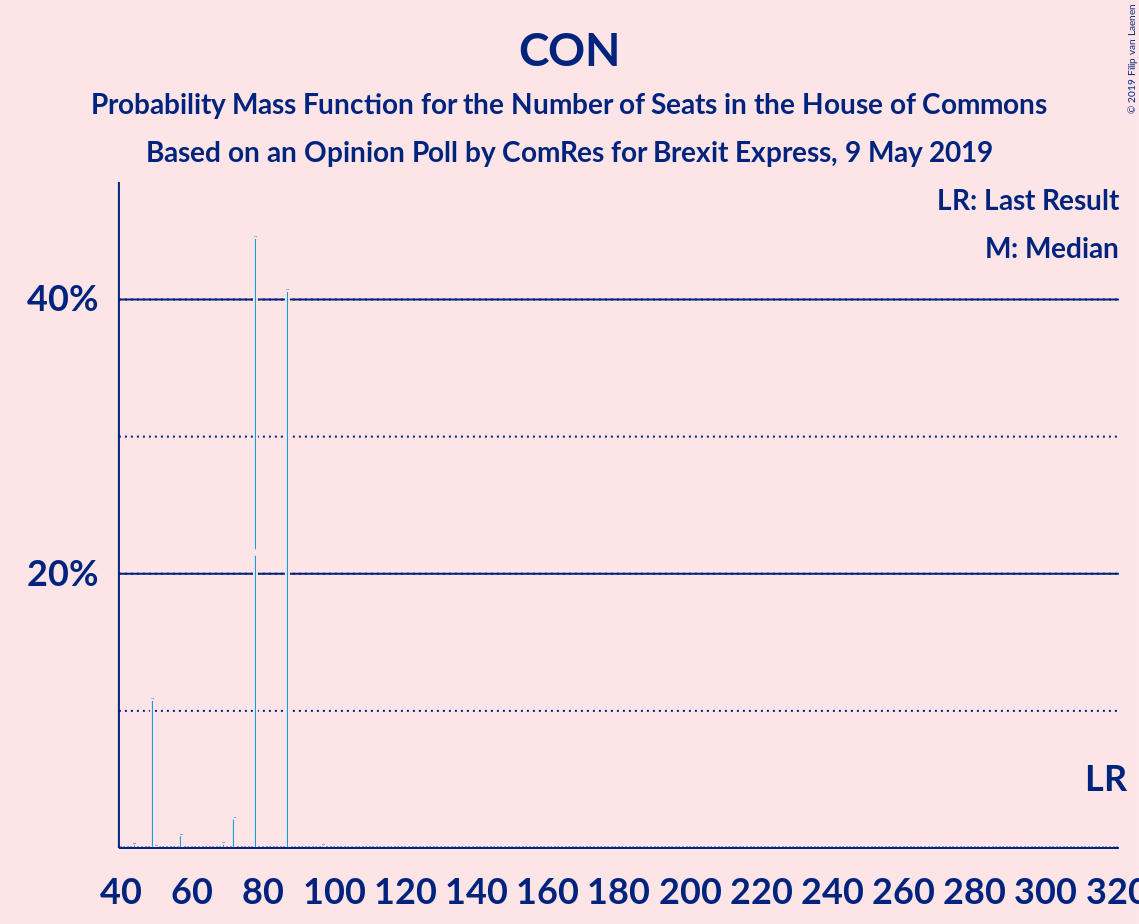 © 2019 Filip van Laenen
CON
Probability Mass Function for the Number of Seats in the House of Commons
Based on an Opinion Poll by ComRes for Brexit Express, 9 May 2019
LR: Last Result
M: Median
40%
20%
LR
40 60 80 100 120 140 160 180 200 220 240 260 280 300 320